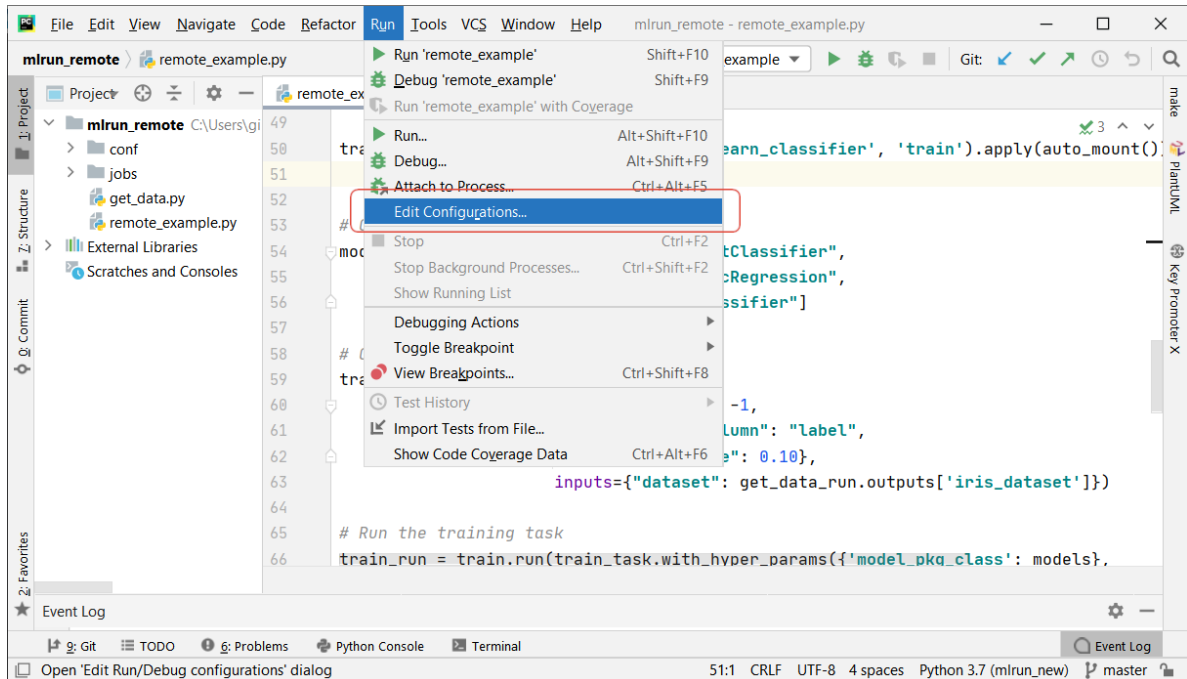 PC File Edit View Navigate Code Refactor Run Tools VCS Window Help mlrun_remote - remote_example.py
mlrun_remote remote_example.py
example Git:
1: Project
Z: Structure
0: Commit
2: Favorites
Project
mlrun_remote C:\Users\gi
conf
jobs
get_data.py
remote_example.py
External Libraries
Scratches and Consoles
remote_ex
Run 'remote_example' Shift+F10
Debug 'remote_example' Shift+F9
Run 'remote_example' with Coverage
Run... Alt+Shift+F10
Debug... Alt+Shift+F9
Attach to Process... Ctrl+Alt+F5
Edit Configurations...
Stop Ctrl+F2
Stop Background Processes... Ctrl+Shift+F2
Show Running List
Debugging Actions
Toggle Breakpoint
View Breakpoints... Ctrl+Shift+F8
Test History
Import Tests from File...
Show Code Coverage Data Ctrl+Alt+F6
3
49
50 tra earn_classifier', 'train').apply(auto_mount())
51
52
53 #
54 mod tClassifier",
55 cRegression",
56 ssifier"]
57
58 #
59 tra
60 -1,
61 lumn": "label",
62 e": 0.10},
63 inputs={"dataset": get_data_run.outputs['iris_dataset']})
64
65 # Run the training task
66 train_run = train.run(train_task.with_hyper_params({'model_pkg_class': models},
make
PlantUML
Key Promoter X
Event Log
9: Git TODO 6: Problems Python Console Terminal Event Log
Open 'Edit Run/Debug configurations' dialog 51:1 CRLF UTF-8 4 spaces Python 3.7 (mlrun_new) master